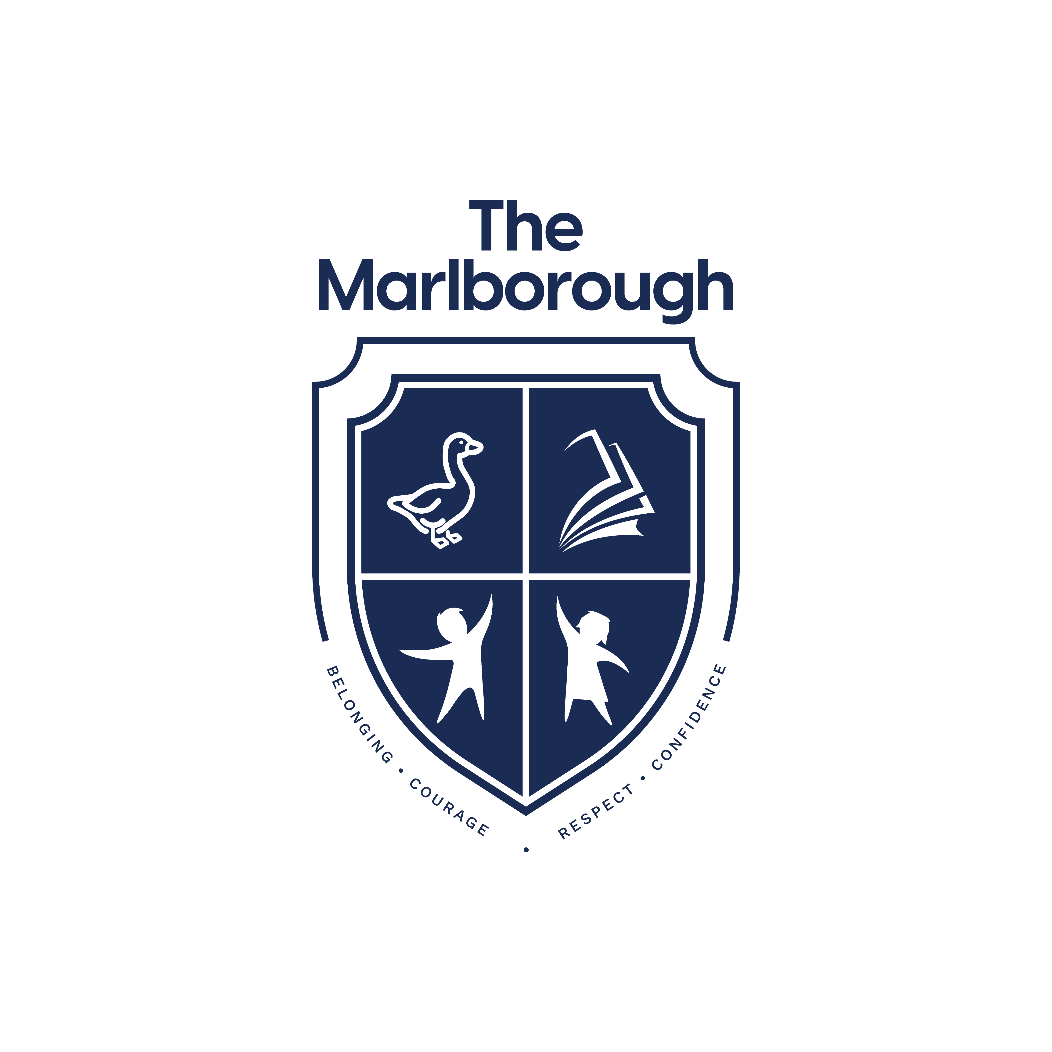 The
Marlborough
BELONGING • COURAGE • RESPECT • CONFIDENCE